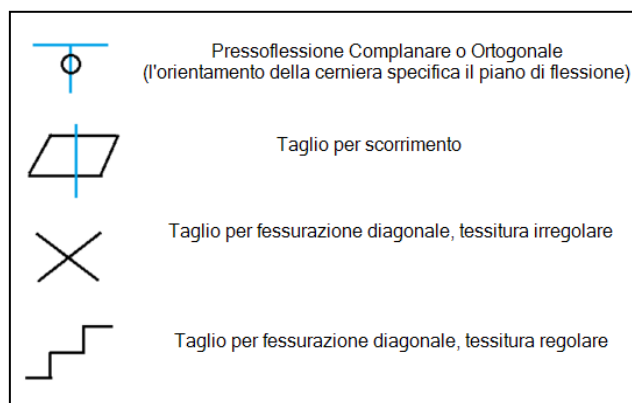 Pressoflessione Complanare o Ortogonale
(l'orientamento della cerniera specifica il piano di flessione)
Taglio per scorrimento
Taglio per fessurazione diagonale, tessitura irregolare
Taglio per fessurazione diagonale, tessitura regolare